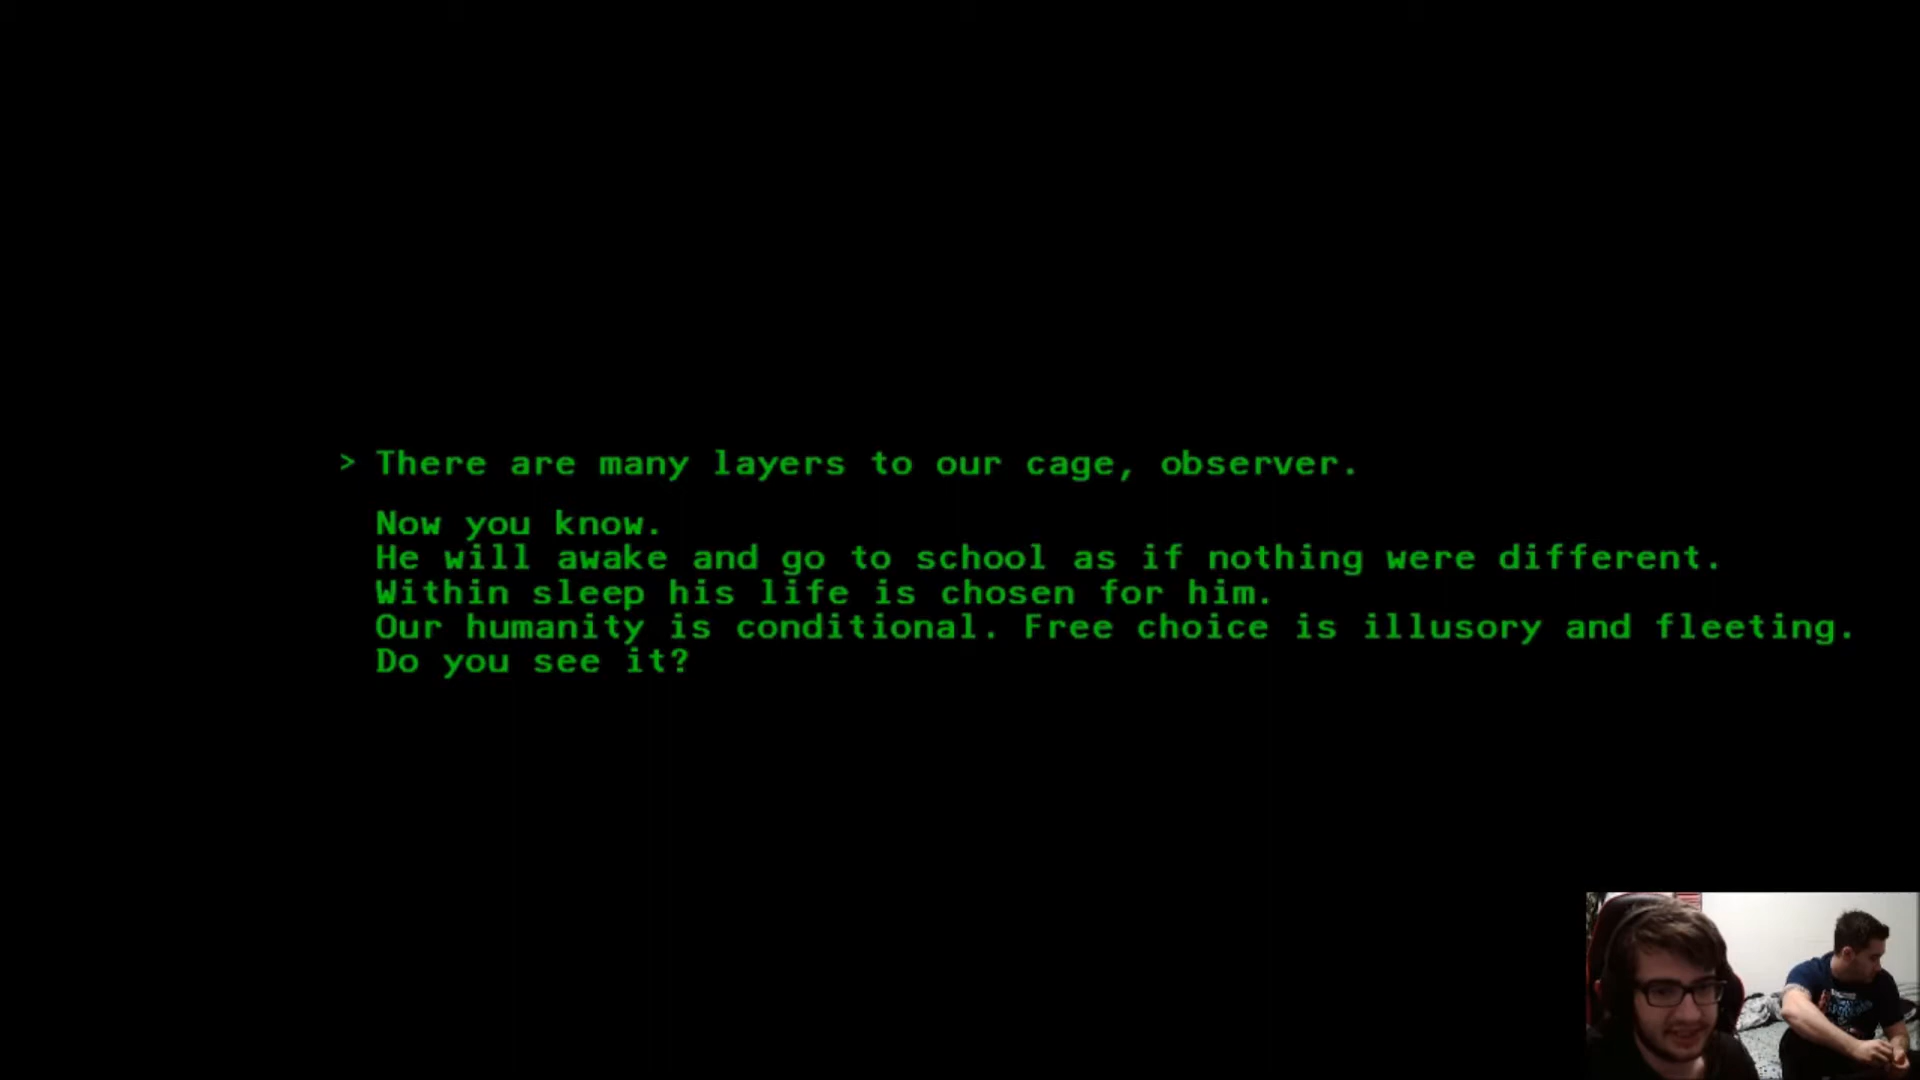 > There are many layers to our cage, observer.
Now you know.
He will awake and go to school as if nothing were different.
Within sleep his life is chosen for him.
Our humanity is conditional. Free choice is illusory and fleeting.
Do you see it?